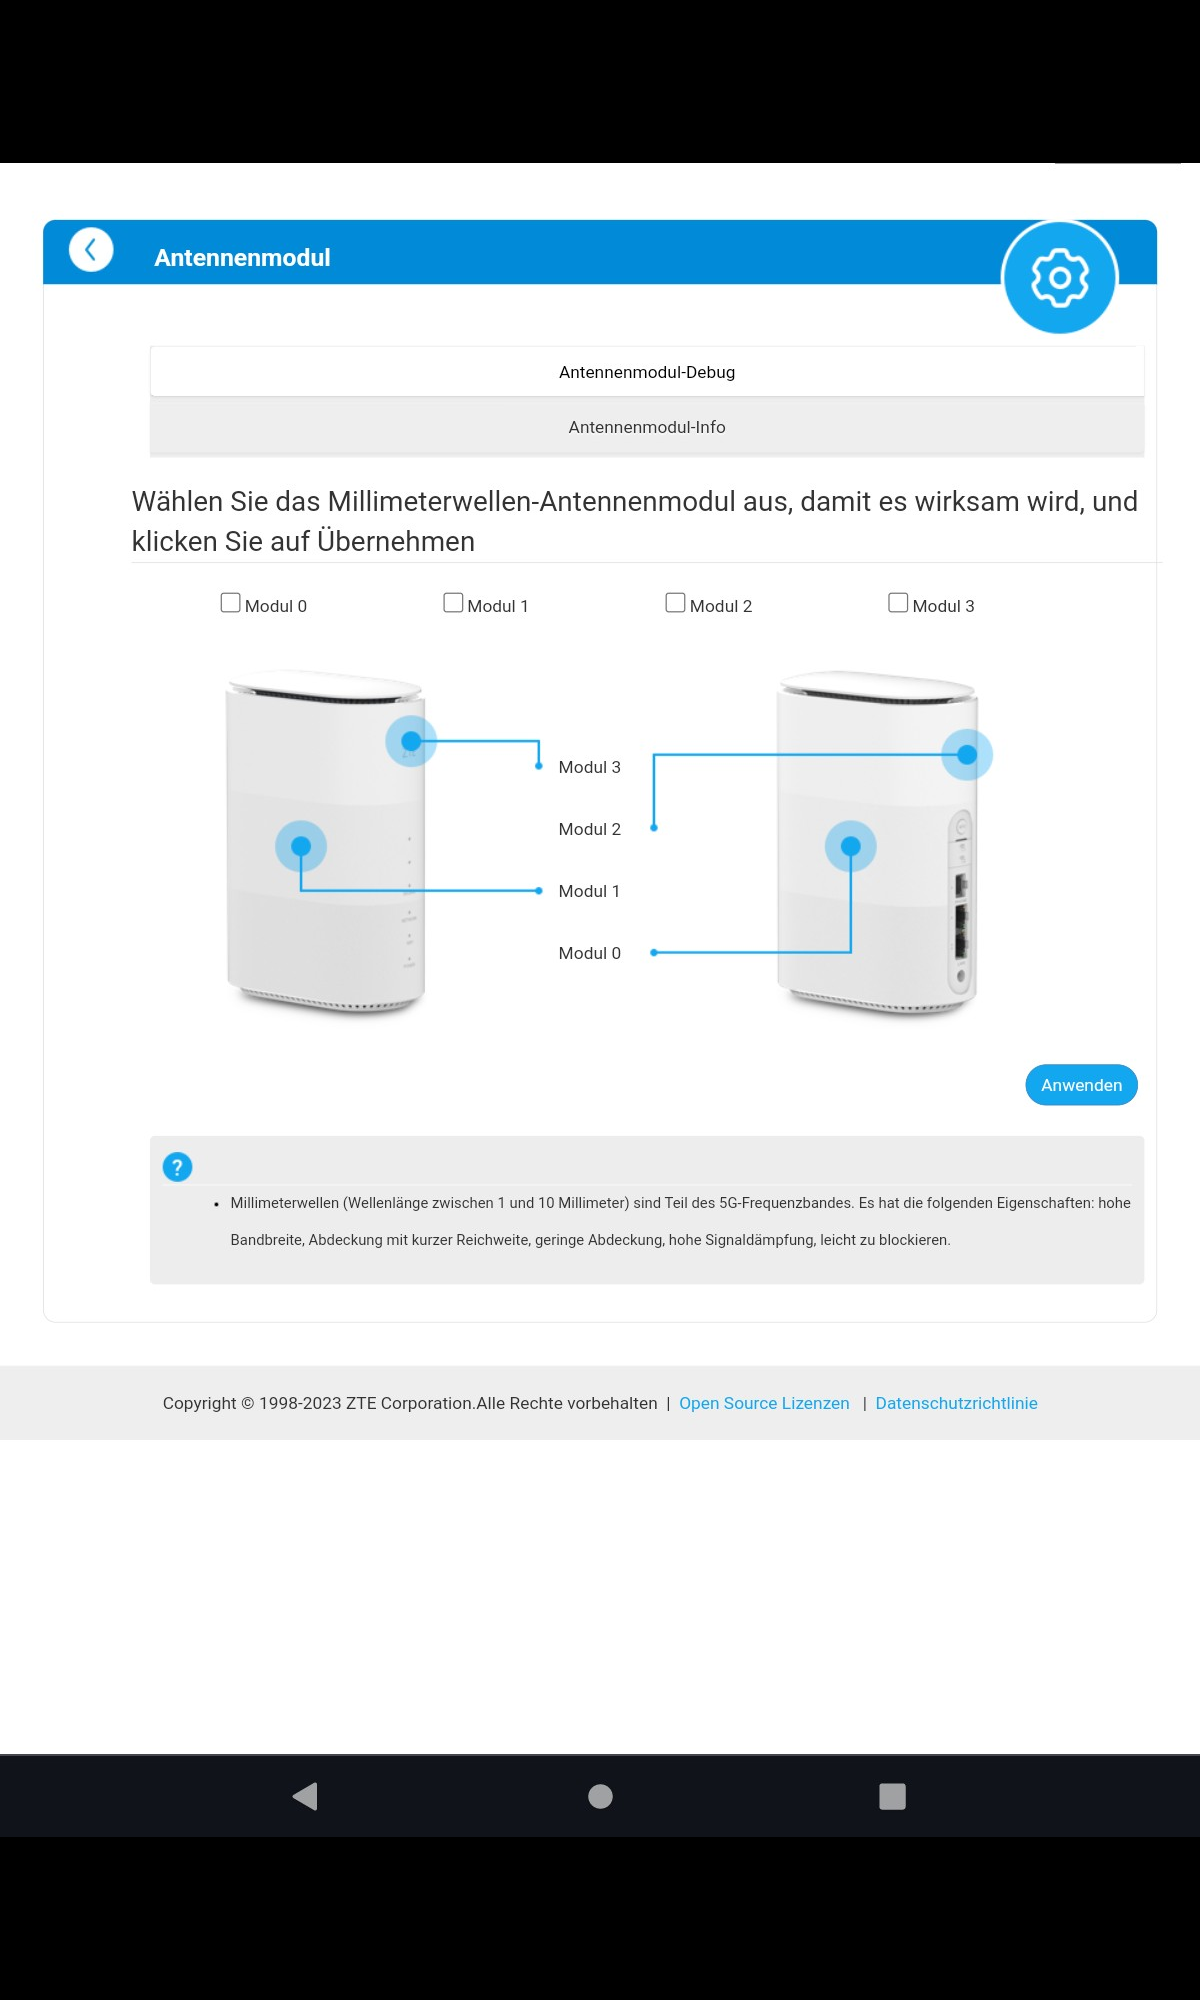 Antennenmodul
Antennenmodul-Debug
Antennenmodul-Info
Wählen Sie das Millimeterwellen-Antennenmodul aus, damit es wirksam wird, und
klicken Sie auf Übernehmen
Modul 0
Modul 1
Modul 2
Modul 3
Modul 3
Modul 2
Modul 1
Modul 0
Anwenden
?
Millimeterwellen (Wellenlänge zwischen 1 und 10 Millimeter) sind Teil des 5G-Frequenzbandes. Es hat die folgenden Eigenschaften: hohe
Bandbreite, Abdeckung mit kurzer Reichweite, geringe Abdeckung, hohe Signaldämpfung, leicht zu blockieren.
Copyright © 1998-2023 ZTE Corporation.Alle Rechte vorbehalten | Open Source Lizenzen | Datenschutzrichtlinie